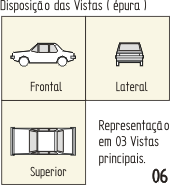 Disposição das Vistas ( épura )
Frontal
Lateral
Superior
Representação
em 03 Vistas
principais.
06